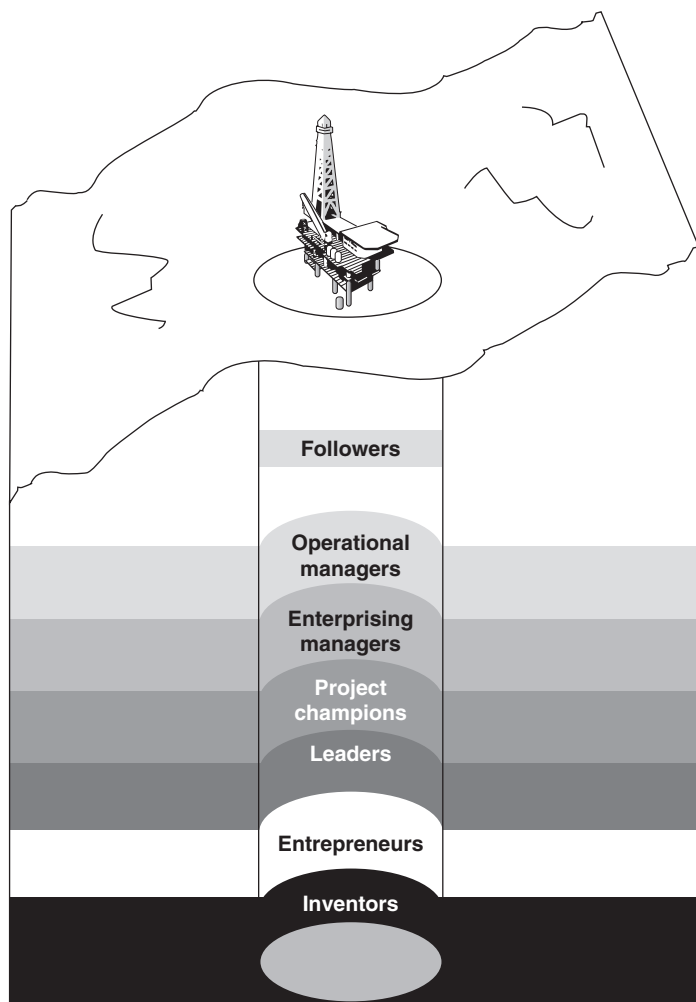 Followers
Operational
managers
Enterprising
managers
Project
champions
Leaders
Entrepreneurs
Inventors